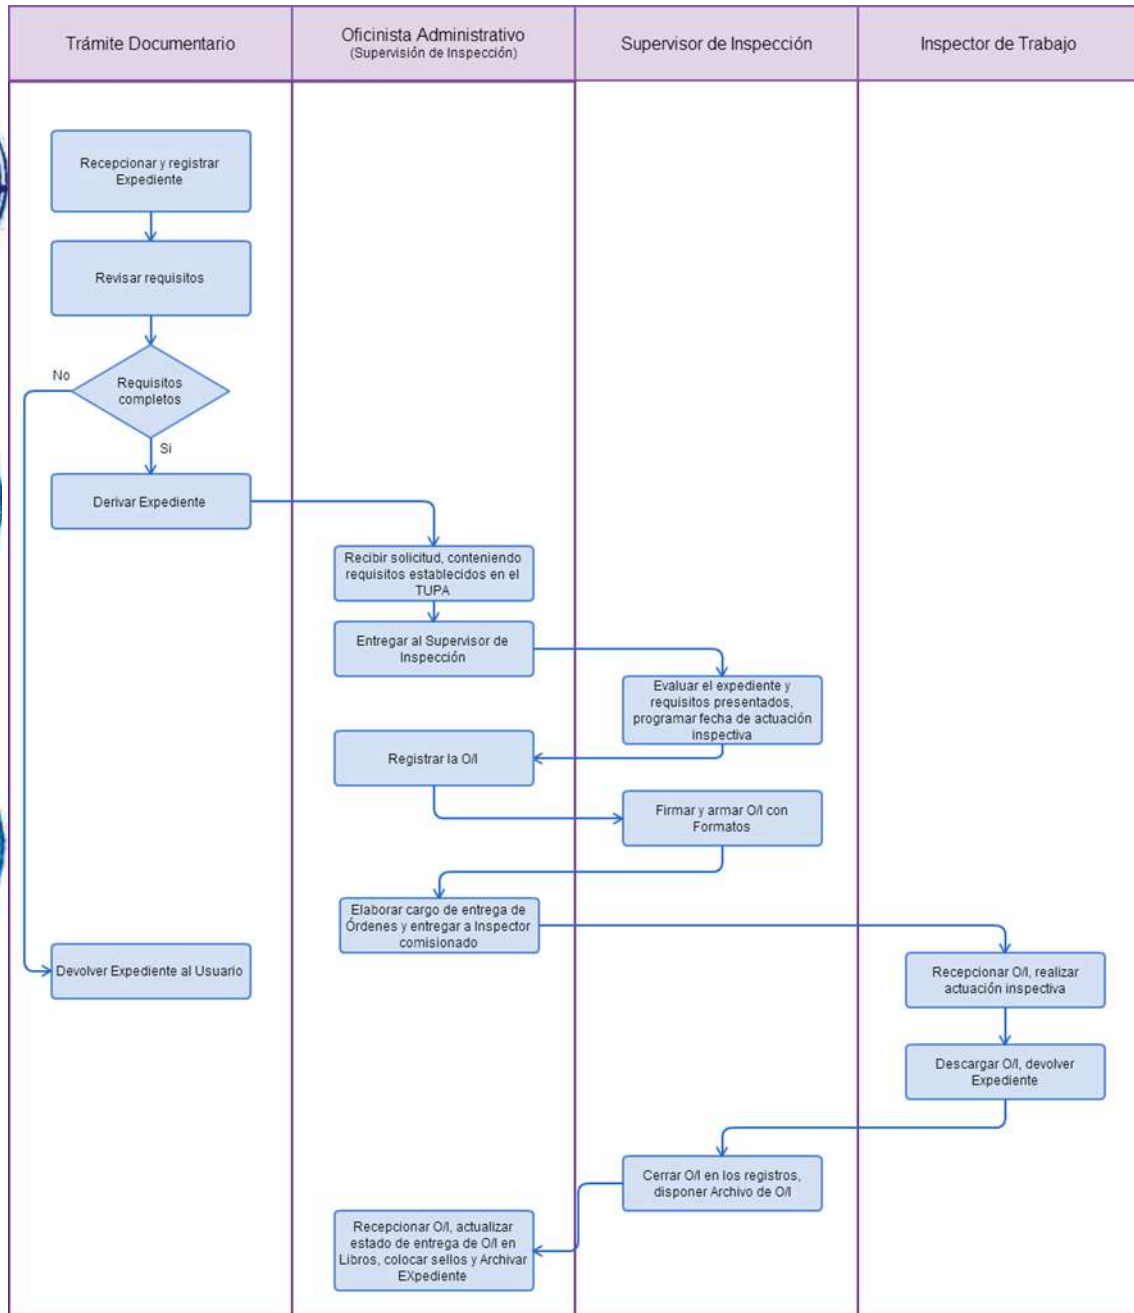 Trámite Documentario
Oficinista Administrativo
(Supervisión de Inspección)
Supervisor de Inspección
Inspector de Trabajo
Recepcionar y registrar
Expediente
Revisar requisitos
Requisitos
completos
No
Si
Derivar Expediente
Recibir solicitud, conteniendo
requisitos establecidos en el
TUPA
Entregar al Supervisor de
Inspección
Evaluar el expediente y
requisitos presentados,
programar fecha de actuación
inspectiva
Registrar la O/I
Firmar y armar O/I con
Formatos
Elaborar cargo de entrega de
Órdenes y entregar a Inspector
comisionado
Devolver Expediente al Usuario
Recepcionar O/I, realizar
actuación inspectiva
Descargar O/I, devolver
Expediente
Cerrar O/I en los registros,
disponer Archivo de O/I
Recepcionar O/I, actualizar
estado de entrega de O/I en
Libros, colocar sellos y Archivar
EXpediente